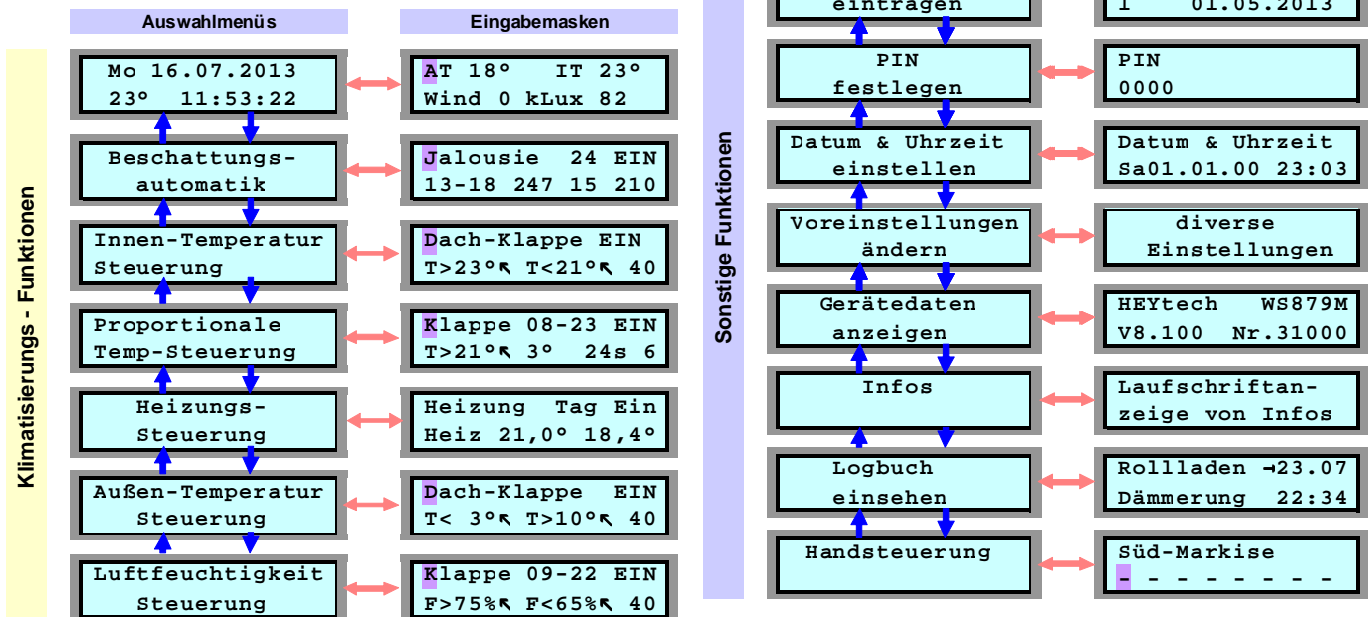 Auswahlmenüs
Eingabemasken
Klimatisierungs - Funktionen
Mo 16.07.2013
23° 11:53:22
AT 18° IT 23°
Wind 0 kLux 82
Beschattungs-
automatik
Jalousie 24 EIN
13-18 247 15 210
Innen-Temperatur
Steuerung
Dach-Klappe EIN
T>23°↖ T<21°↖ 40
Proportionale
Temp-Steuerung
Klappe 08-23 EIN
T>21°↖ 3° 24s 6
Heizungs-
Steuerung
Heizung Tag Ein
Heiz 21,0° 18,4°
Außen-Temperatur
Steuerung
Dach-Klappe EIN
T< 3°↖ T>10°↖ 40
Luftfeuchtigkeit
Steuerung
Klappe 09-22 EIN
F>75%↖ F<65%↖ 40
Sonstige Funktionen
eintragen
1 01.05.2013
PIN
festlegen
PIN
0000
Datum & Uhrzeit
einstellen
Datum & Uhrzeit
Sa01.01.00 23:03
Voreinstellungen
ändern
diverse
Einstellungen
Gerätedaten
anzeigen
HEYtech WS879M
V8.100 Nr.31000
Infos
Laufschriftan-
zeige von Infos
Logbuch
einsehen
Rollladen →23.07
Dämmerung 22:34
Handsteuerung
Süd-Markise
- - - - - - - -